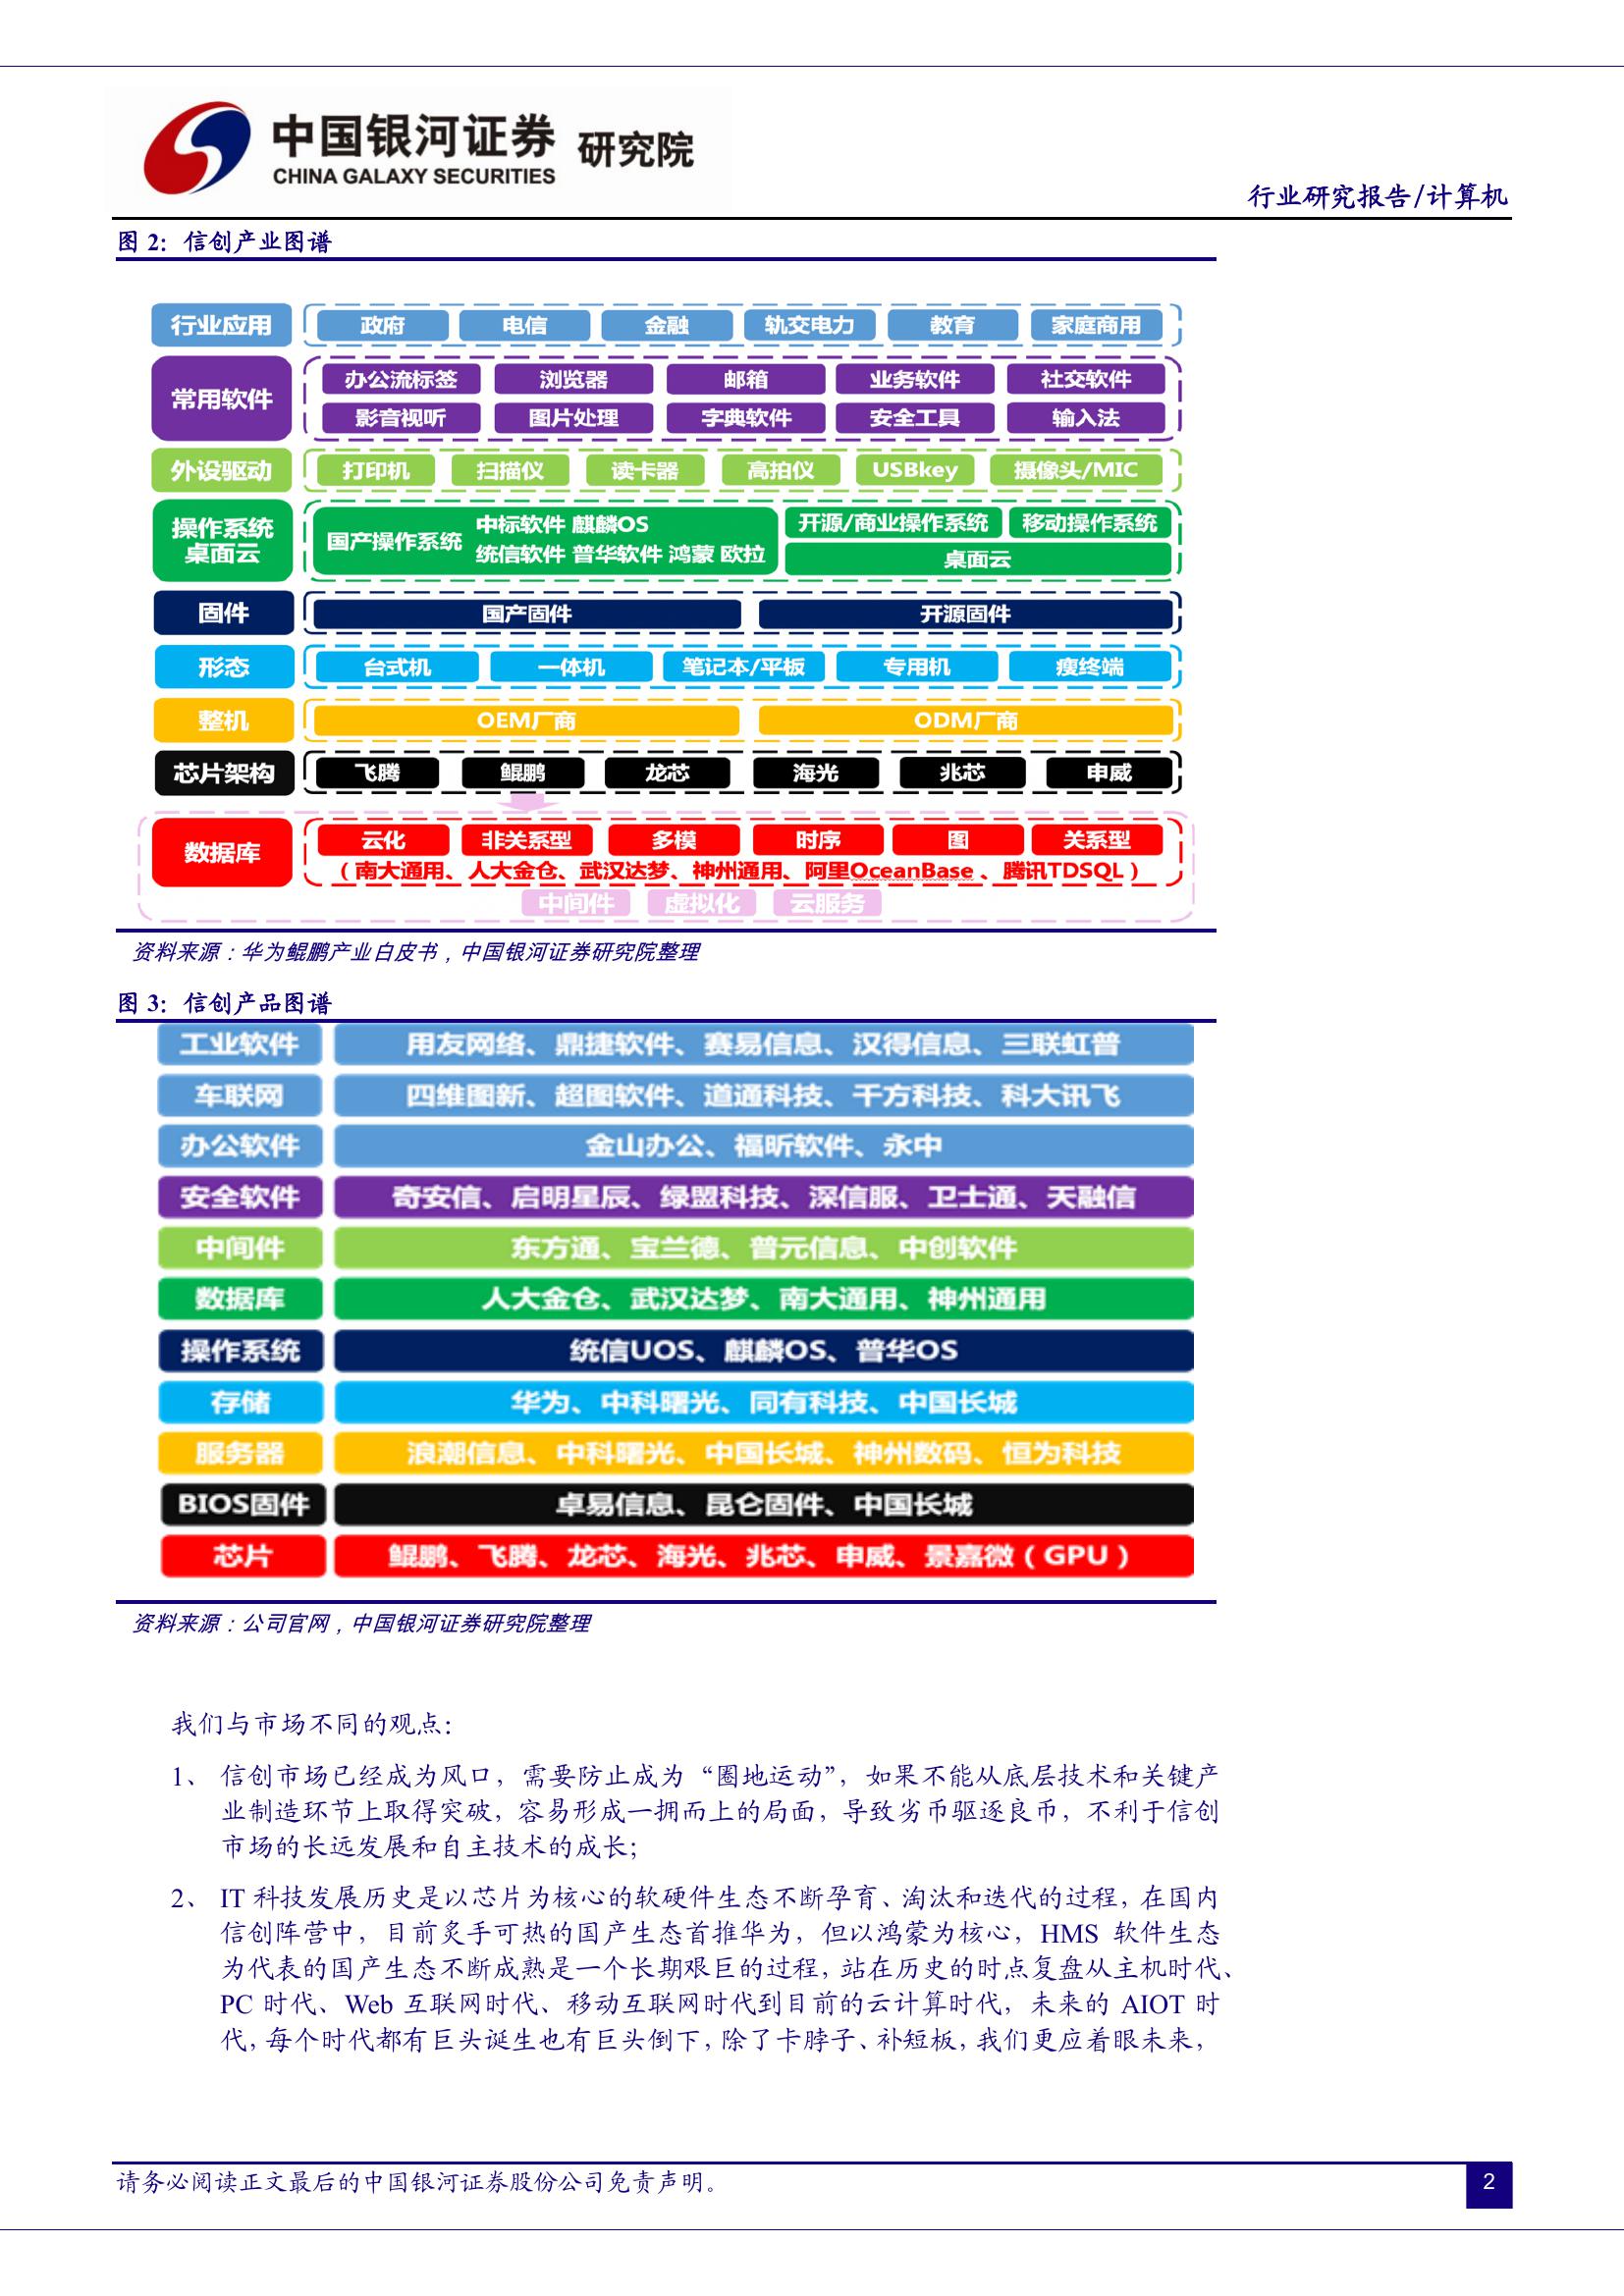 中国银河证券 研究院
CHINA GALAXY SECURITIES
行业研究报告/计算机
图 2：信创产业图谱
行业应用 政府 电信 金融 轨交电力 教育 家庭商用
常用软件 办公流标签 浏览器 邮箱 业务软件 社交软件
影音视听 图片处理 字典软件 安全工具 输入法
外设驱动 打印机 扫描仪 读卡器 高拍仪 USBkey 摄像头/MIC
操作系统
桌面云
国产操作系统
中标软件 麒麟OS
统信软件 普华软件 鸿蒙 欧拉
开源/商业操作系统 移动操作系统
桌面云
固件 国产固件 开源固件
形态 台式机 一体机 笔记本/平板 专用机 瘦终端
整机 OEM厂商 ODM厂商
芯片架构 飞腾 鲲鹏 龙芯 海光 兆芯 申威
数据库 云化 非关系型 多模 时序 图 关系型
（南大通用、人大金仓、武汉达梦、神州通用、阿里OceanBase 、腾讯TDSQL）
中间件 虚拟化 云服务
资料来源：华为鲲鹏产业白皮书，中国银河证券研究院整理
图 3：信创产品图谱
工业软件 用友网络、鼎捷软件、赛易信息、汉得信息、三联虹普
车联网 四维图新、超图软件、道通科技、千方科技、科大讯飞
办公软件 金山办公、福昕软件、永中
安全软件 奇安信、启明星辰、绿盟科技、深信服、卫士通、天融信
中间件 东方通、宝兰德、普元信息、中创软件
数据库 人大金仓、武汉达梦、南大通用、神州通用
操作系统 统信UOS、麒麟OS、普华OS
存储 华为、中科曙光、同有科技、中国长城
服务器 浪潮信息、中科曙光、中国长城、神州数码、恒为科技
BIOS固件 卓易信息、昆仑固件、中国长城
芯片 鲲鹏、飞腾、龙芯、海光、兆芯、申威、景嘉微（GPU）
资料来源：公司官网，中国银河证券研究院整理
我们与市场不同的观点：
1、 信创市场已经成为风口，需要防止成为“圈地运动”，如果不能从底层技术和关键产
业制造环节上取得突破，容易形成一拥而上的局面，导致劣币驱逐良币，不利于信创
市场的长远发展和自主技术的成长；
2、 IT 科技发展历史是以芯片为核心的软硬件生态不断孕育、淘汰和迭代的过程，在国内
信创阵营中，目前炙手可热的国产生态首推华为，但以鸿蒙为核心，HMS 软件生态
为代表的国产生态不断成熟是一个长期艰巨的过程，站在历史的时点复盘从主机时代、
PC 时代、Web 互联网时代、移动互联网时代到目前的云计算时代，未来的 AIOT 时
代，每个时代都有巨头诞生也有巨头倒下，除了卡脖子、补短板，我们更应着眼未来，
请务必阅读正文最后的中国银河证券股份公司免责声明。
2